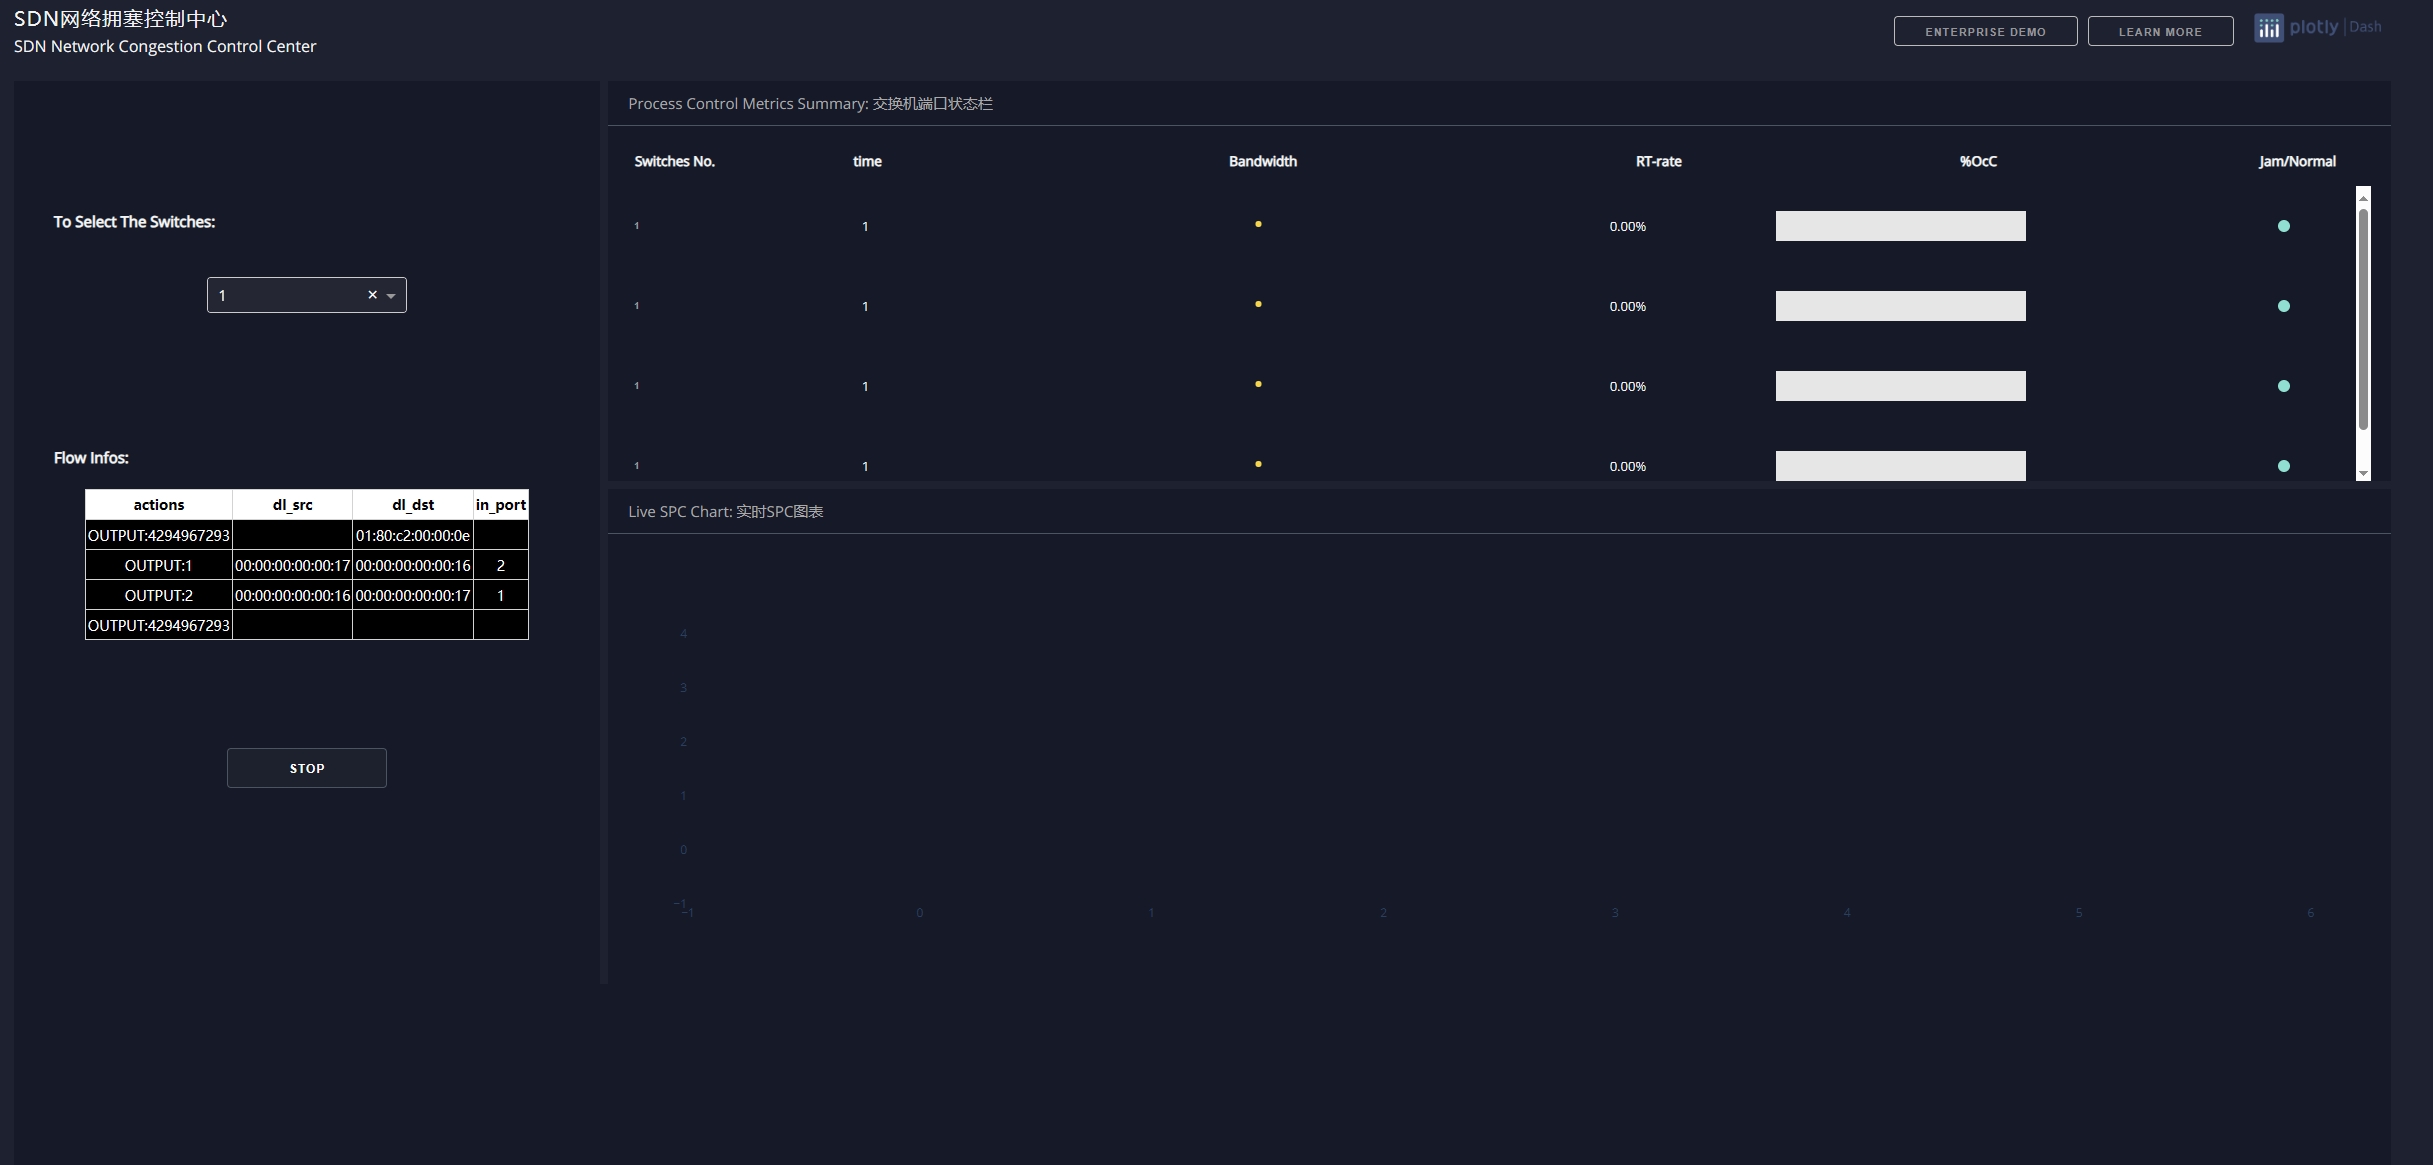 SDN网络拥塞控制中心
SDN Network Congestion Control Center
ENTERPRISE DEMO
LEARN MORE
plotly | Dash
To Select The Switches:
1
Flow Infos:
actions dl_src dl_dst in_port
OUTPUT:4294967293 01:80:c2:00:00:0e
OUTPUT:1 00:00:00:00:00:17 00:00:00:00:00:16 2
OUTPUT:2 00:00:00:00:00:16 00:00:00:00:00:17 1
OUTPUT:4294967293
STOP
Process Control Metrics Summary: 交换机端口状态栏
Switches No. time Bandwidth RT-rate %OcC Jam/Normal
1 1 0.00%
1 1 0.00%
1 1 0.00%
1 1 0.00%
Live SPC Chart: 实时SPC图表
4
3
2
1
0
−1
−1 0 1 2 3 4 5 6